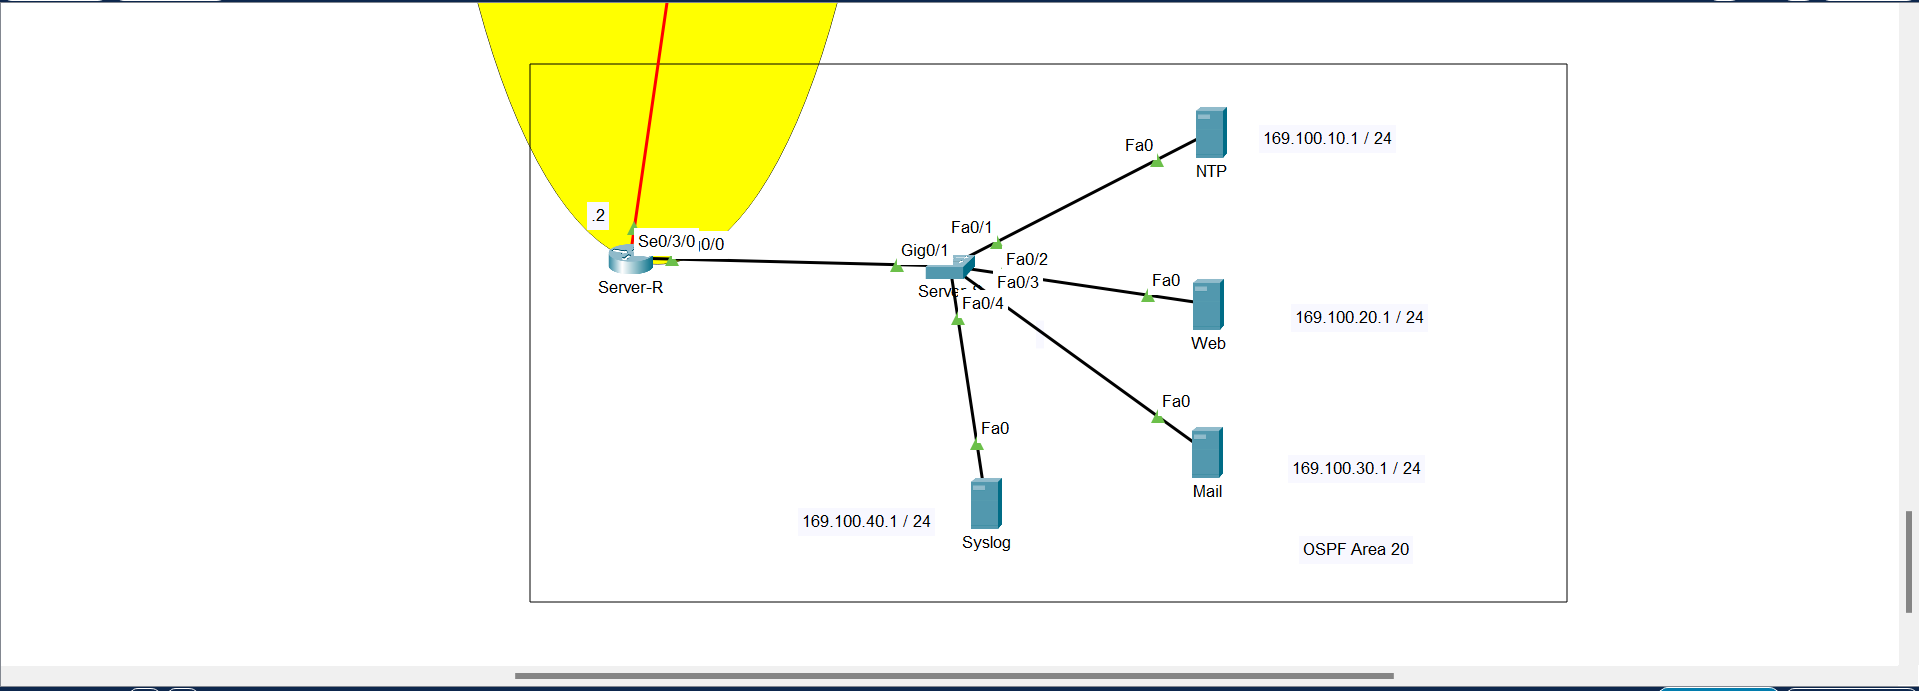 Fa0
169.100.10.1 / 24
NTP
.2
Se0/3/0
0/0
Server-R
Gig0/1
Fa0/1
Fa0/2
Fa0/3
Fa0/4
Fa0
169.100.20.1 / 24
Web
Fa0
169.100.30.1 / 24
Mail
Fa0
169.100.40.1 / 24
Syslog
OSPF Area 20